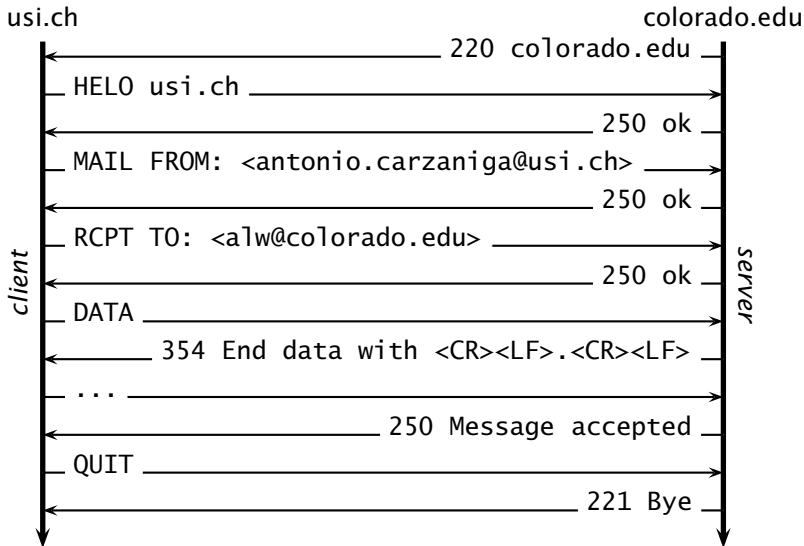 usi.ch colorado.edu
220 colorado.edu
HELO usi.ch
250 ok
MAIL FROM: <antonio.carzaniga@usi.ch>
250 ok
RCPT TO: <alw@colorado.edu>
250 ok
client
server
DATA
354 End data with <CR><LF>.<CR><LF>
...
250 Message accepted
QUIT
221 Bye